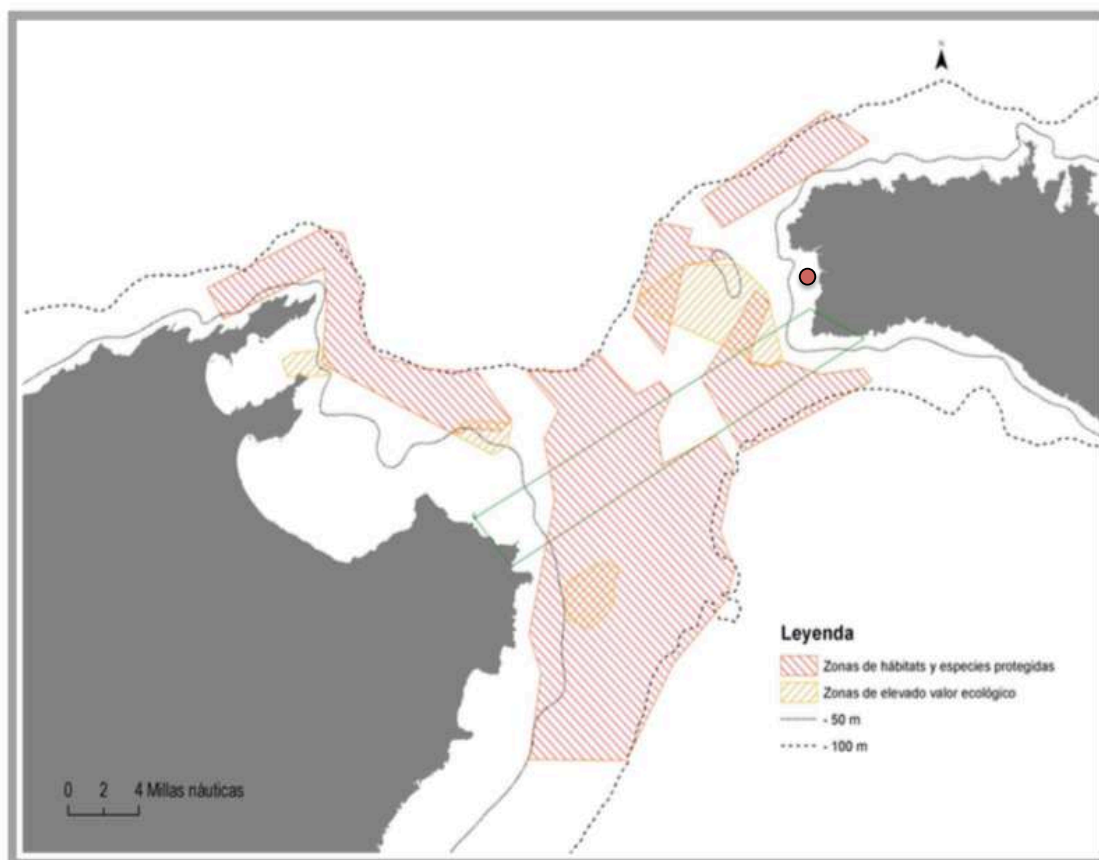 Leyenda
Zonas de hábitats y especies protegidas
Zonas de elevado valor ecológico
- 50 m
- 100 m
0 2 4 Millas náuticas